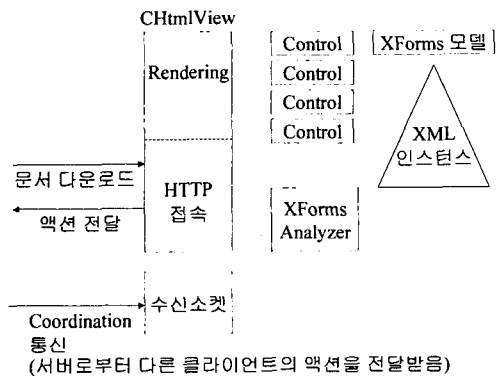 CHtmlView
Rendering
Control
XForms 모델
Control
Control
Control
XML
인스턴스
문서 다운로드
HTTP
접속
액션 전달
XForms
Analyzer
수신소켓
Coordination
통신
(서버로부터 다른 클라이언트의 액션을 전달받음)